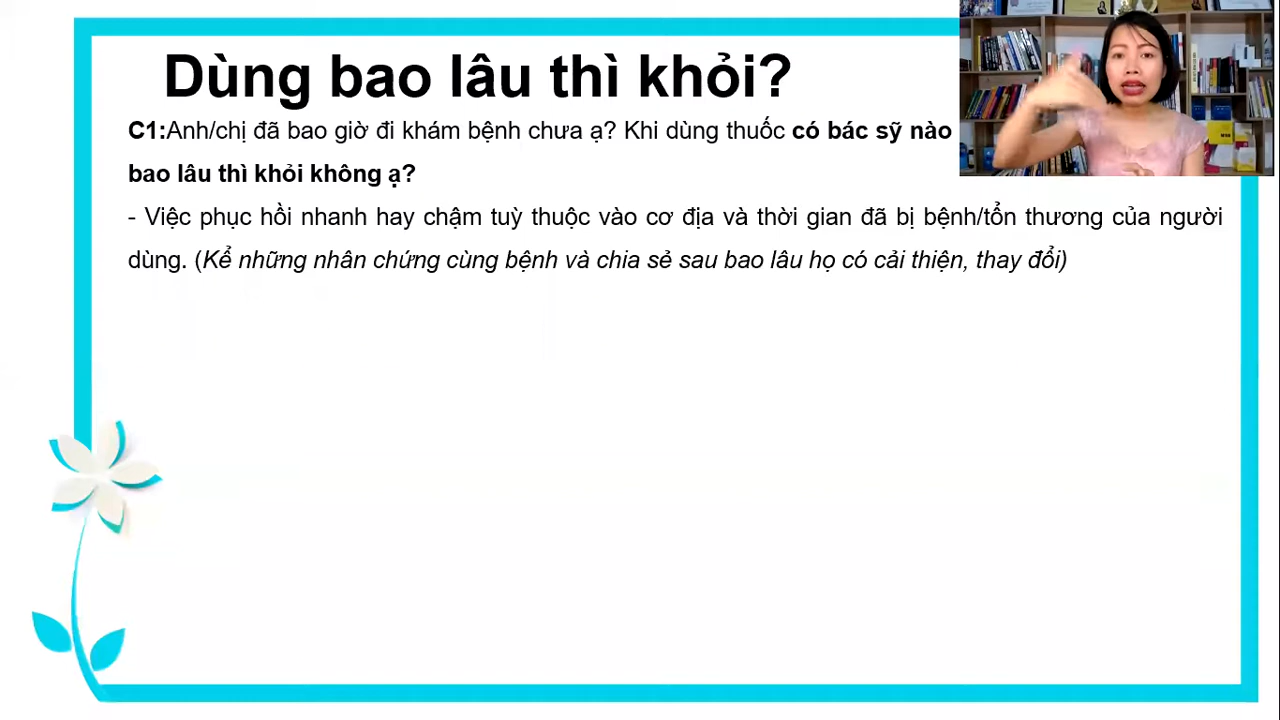 Dùng bao lâu thì khỏi?
C1:Anh/chị đã bao giờ đi khám bệnh chưa ạ? Khi dùng thuốc có bác sỹ nào
bao lâu thì khỏi không ạ?
- Việc phục hồi nhanh hay chậm tuỳ thuộc vào cơ địa và thời gian đã bị bệnh/tổn thương của người
dùng. (Kể những nhân chứng cùng bệnh và chia sẻ sau bao lâu họ có cải thiện, thay đổi)